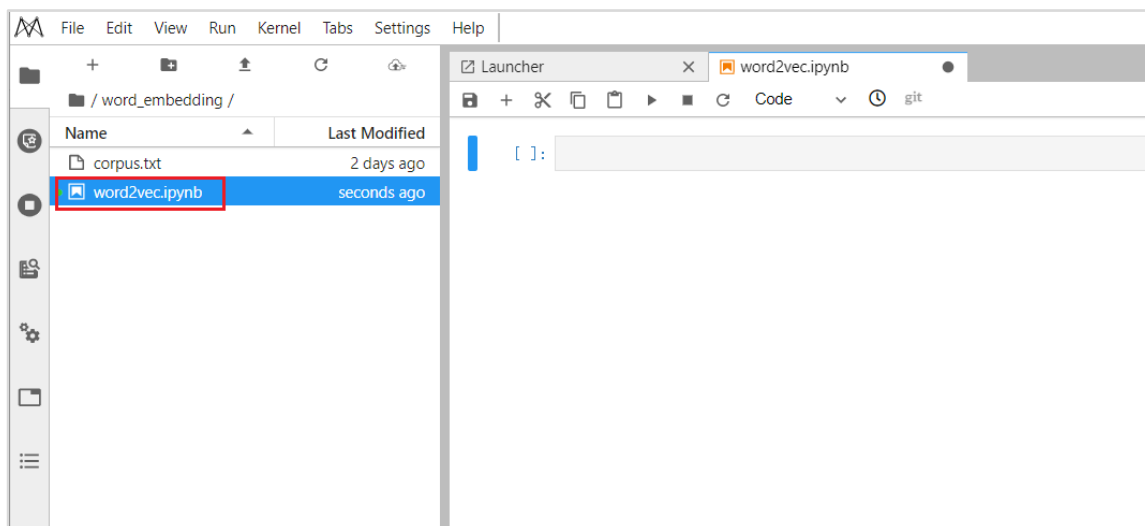 File Edit View Run Kernel Tabs Settings Help
Launcher word2vec.ipynb
/ word_embedding /
Code git
Name Last Modified
corpus.txt 2 days ago
word2vec.ipynb seconds ago
[ ]: